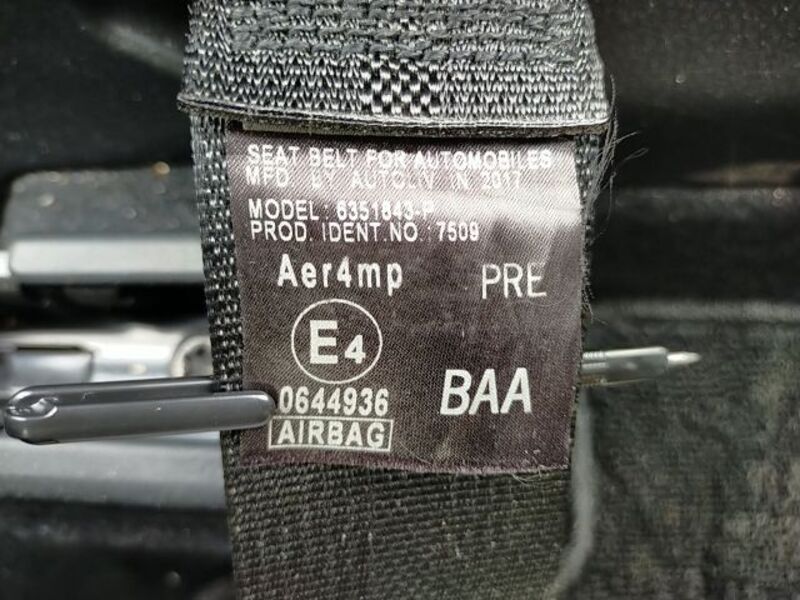 SEAT BELT FOR AUTOMOBILES
MFD BY AUTOLIV IN 2017
MODEL: 6351843-P
PROD. IDENT.NO: 7509
Aer4mp
PRE
E4
0644936
AIRBAG
BAA